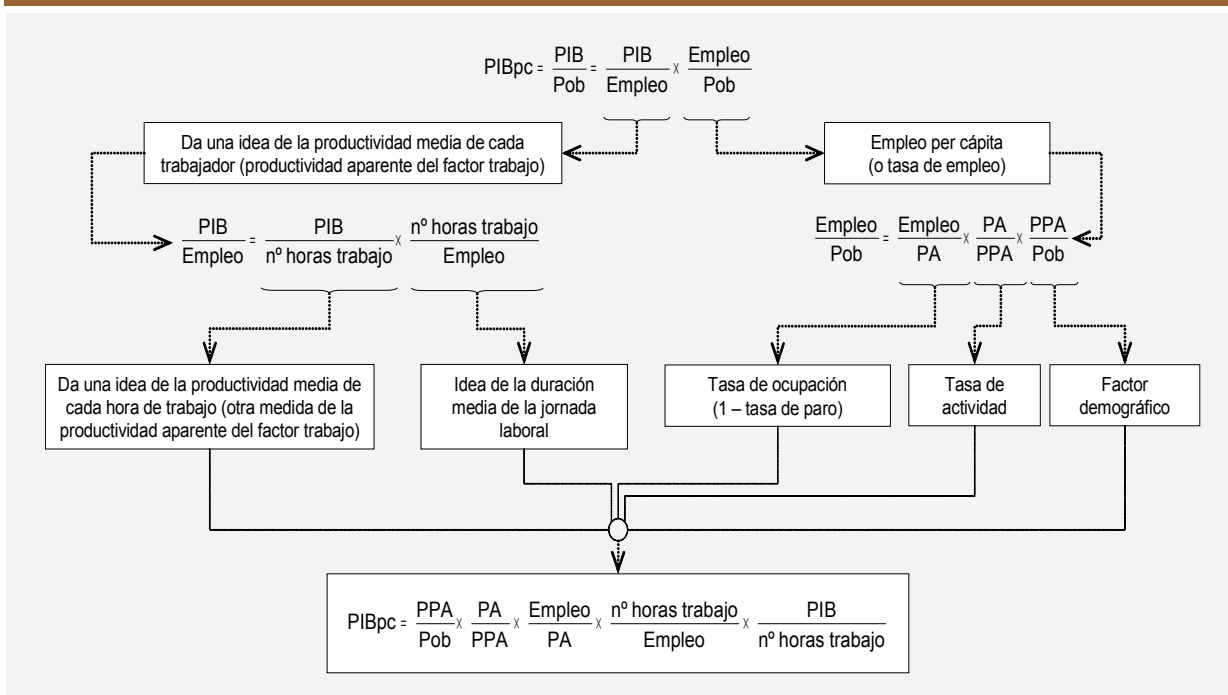 PIBpc = PIB/Pob = PIB/Empleo × Empleo/Pob
Da una idea de la productividad media de cada
trabajador (productividad aparente del factor trabajo)
Empleo per cápita
(o tasa de empleo)
PIB/Empleo = PIB/nº horas trabajo × nº horas trabajo/Empleo
Empleo/Pob = Empleo/PA × PA/PPA × PPA/Pob
Da una idea de la productividad media de
cada hora de trabajo (otra medida de la
productividad aparente del factor trabajo)
Idea de la duración
media de la jornada
laboral
Tasa de ocupación
(1 – tasa de paro)
Tasa de
actividad
Factor
demográfico
PIBpc = PPA/Pob × PA/PPA × Empleo/PA × nº horas trabajo/Empleo × PIB/nº horas trabajo